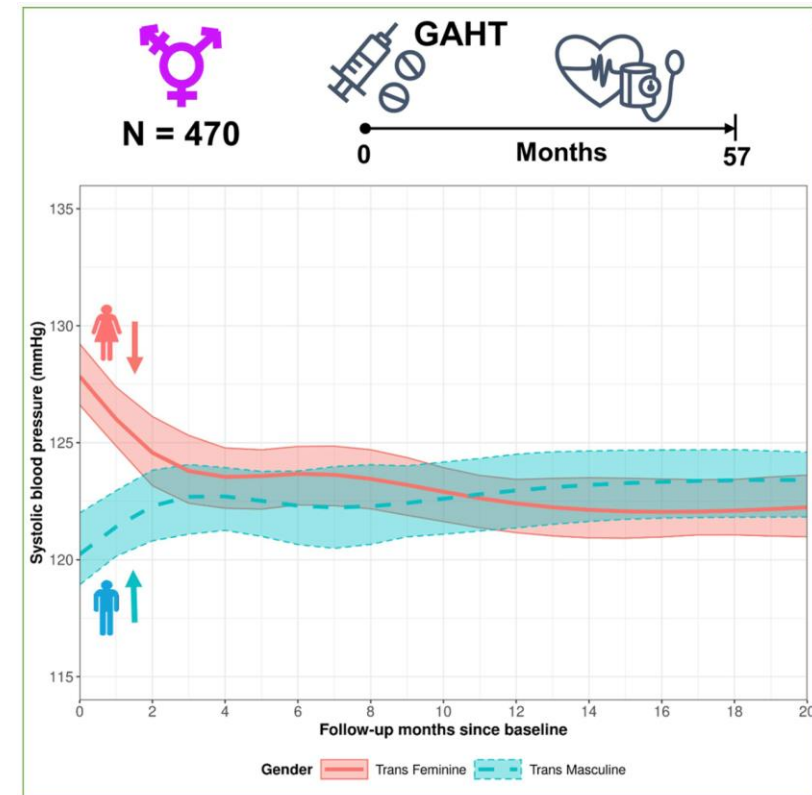 GAHT
N = 470
0
Months
57
135
130
125
120
115
Systolic blood pressure (mmHg)
0 2 4 6 8 10 12 14 16 18 20
Follow-up months since baseline
Gender Trans Feminine Trans Masculine